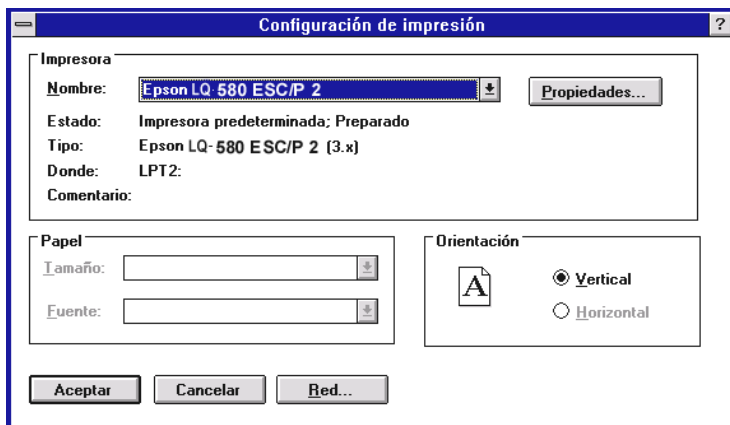 Configuración de impresión ?
Impresora
Nombre: Epson LQ-580 ESC/P 2 Propiedades...
Estado: Impresora predeterminada; Preparado
Tipo: Epson LQ-580 ESC/P 2 (3.x)
Donde: LPT2:
Comentario:
Papel
Tamaño:
Fuente:
Orientación
A
Vertical
Horizontal
Aceptar Cancelar Red...